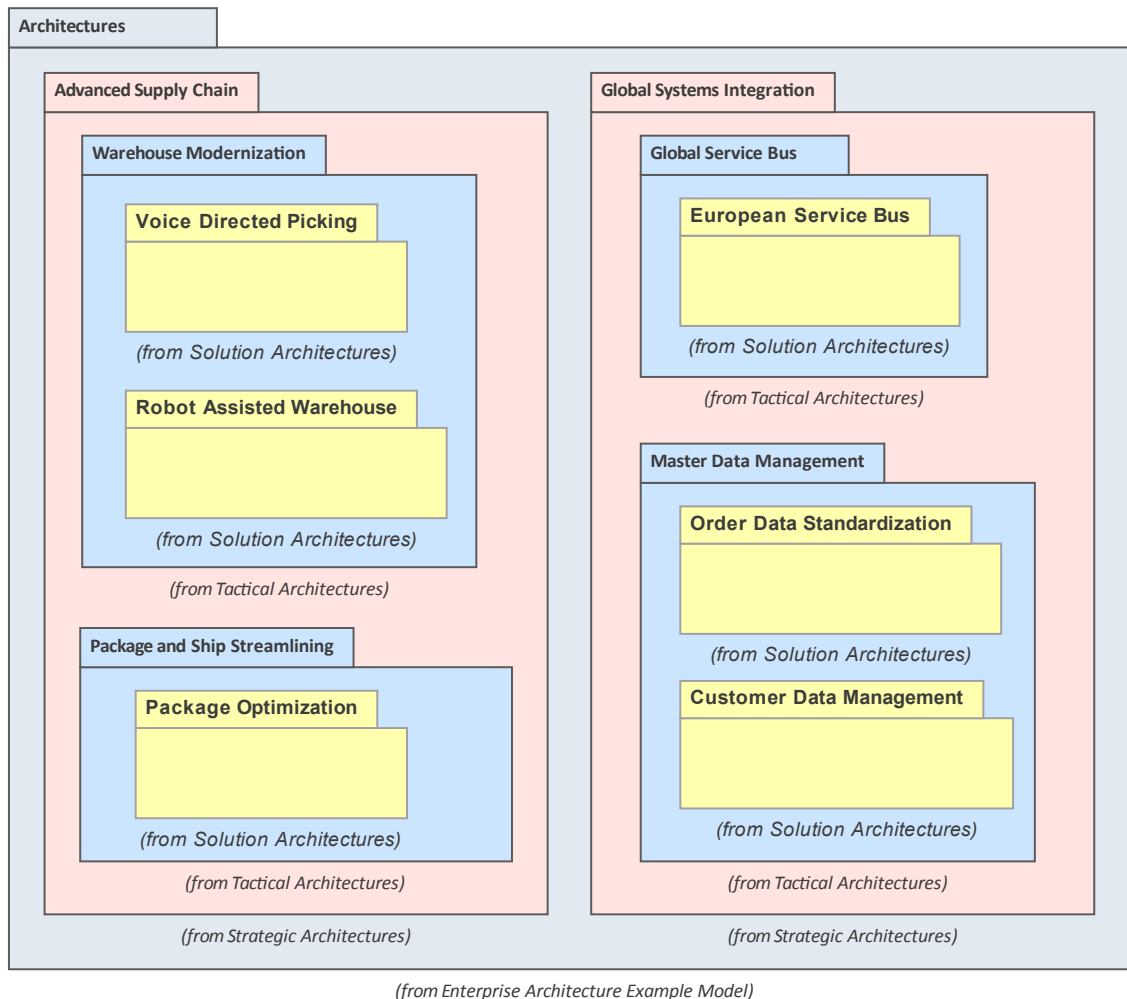 Architectures
Advanced Supply Chain
Warehouse Modernization
Voice Directed Picking
(from Solution Architectures)
Robot Assisted Warehouse
(from Solution Architectures)
(from Tactical Architectures)
Package and Ship Streamlining
Package Optimization
(from Solution Architectures)
(from Tactical Architectures)
(from Strategic Architectures)
Global Systems Integration
Global Service Bus
European Service Bus
(from Solution Architectures)
(from Tactical Architectures)
Master Data Management
Order Data Standardization
(from Solution Architectures)
Customer Data Management
(from Solution Architectures)
(from Tactical Architectures)
(from Strategic Architectures)
(from Enterprise Architecture Example Model)